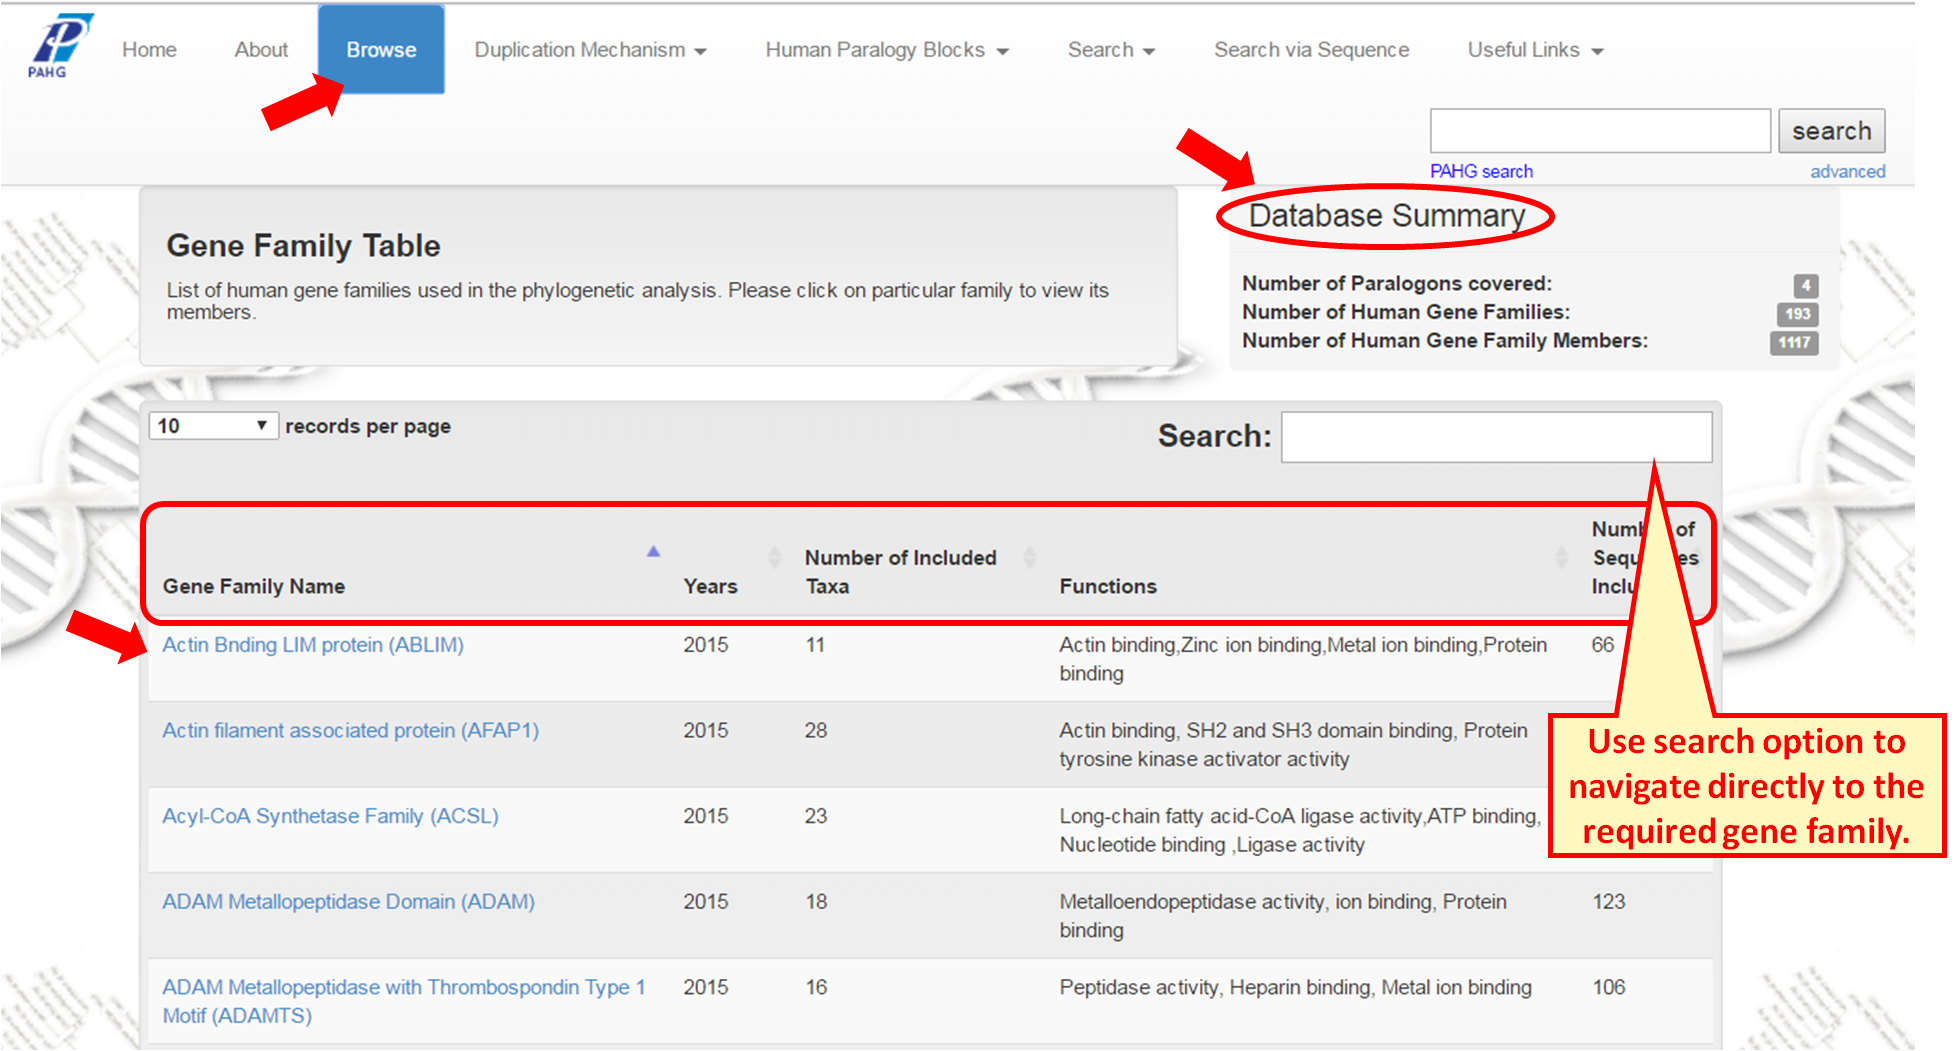 PAHG
Home About Browse Duplication Mechanism Human Paralogy Blocks Search Search via Sequence Useful Links
search
PAHG search advanced
Gene Family Table
List of human gene families used in the phylogenetic analysis. Please click on particular family to view its
members.
Database Summary
Number of Paralogons covered: 4
Number of Human Gene Families: 193
Number of Human Gene Family Members: 1117
10 records per page
Search:
Gene Family Name
Years
Number of Included
Taxa
Functions
of
Actin Bnding LIM protein (ABLIM) 2015 11 Actin binding,Zinc ion binding,Metal ion binding,Protein 66
binding
Actin filament associated protein (AFAP1) 2015 28 Actin binding, SH2 and SH3 domain binding, Protein
tyrosine kinase activator activity
Acyl-CoA Synthetase Family (ACSL) 2015 23 Long-chain fatty acid-CoA ligase activity,ATP binding,
Nucleotide binding ,Ligase activity
ADAM Metallopeptidase Domain (ADAM) 2015 18 Metalloendopeptidase activity, ion binding, Protein 123
binding
ADAM Metallopeptidase with Thrombospondin Type 1 2015 16 Peptidase activity, Heparin binding, Metal ion binding 106
Motif (ADAMTS)
Use search option to
navigate directly to the
required gene family.